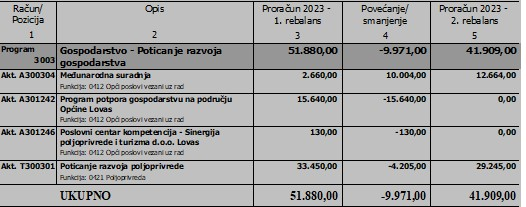 Račun/ Pozicija Opis Proračun 2023 - 1. rebalans Povećanje/ smanjenje Proračun 2023 - 2. rebalans
1 2 3 4 5
Program 3003 Gospodarstvo - Poticanje razvoja gospodarstva 51.880,00 -9.971,00 41.909,00
Akt. A300304 Međunarodna suradnja 2.660,00 10.004,00 12.664,00
Funkcija: 0412 Opći poslovi vezani uz rad
Akt. A301242 Program potpora gospodarstvu na području 15.640,00 -15.640,00 0,00
Općine Lovas
Funkcija: 0412 Opći poslovi vezani uz rad
Akt. A301246 Poslovni centar kompetencija - Sinergija 130,00 -130,00 0,00
poljoprivrede i turizma d.o.o. Lovas
Funkcija: 0412 Opći poslovi vezani uz rad
Akt. T300301 Poticanje razvoja poljoprivrede 33.450,00 -4.205,00 29.245,00
Funkcija: 0421 Poljoprivreda
UKUPNO 51.880,00 -9.971,00 41.909,00